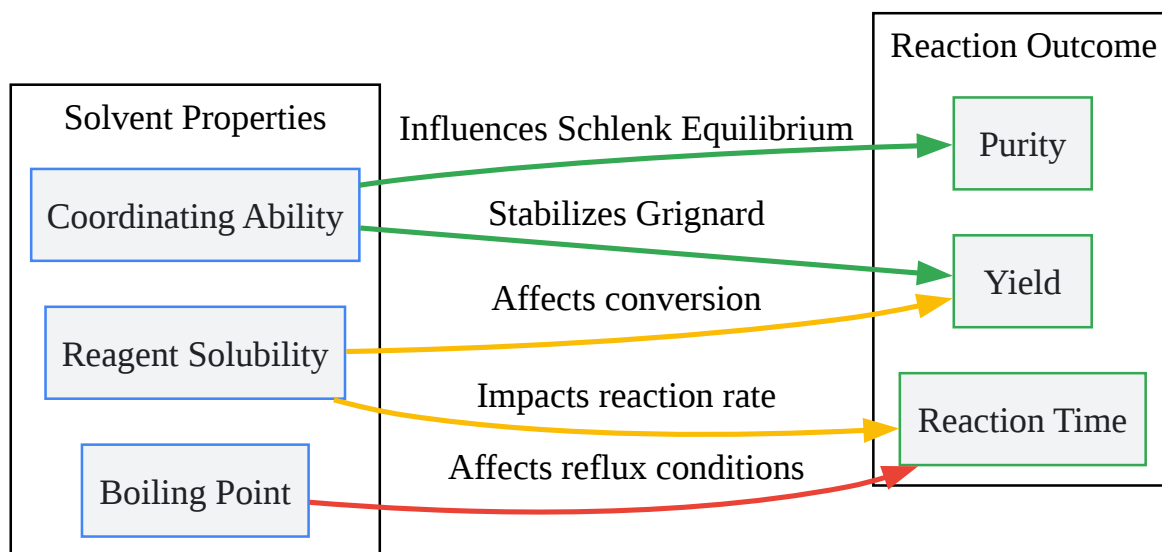 Reaction Outcome
Solvent Properties
Influences Schlenk Equilibrium
Purity
Coordinating Ability
Stabilizes Grignard
Yield
Affects conversion
Reagent Solubility
Impacts reaction rate
Reaction Time
Affects reflux conditions
Boiling Point